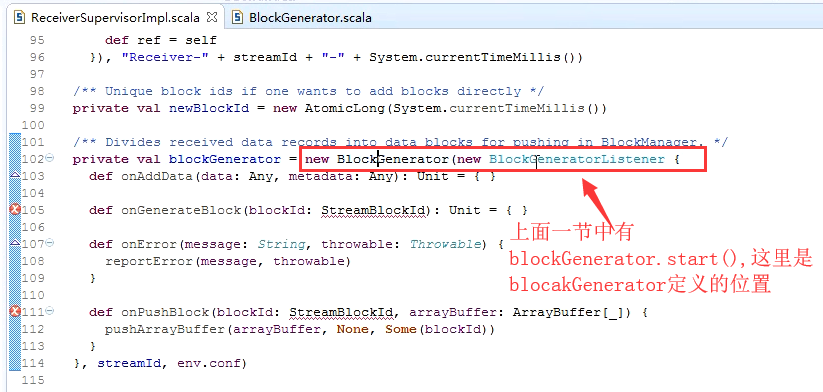 ReceiverSupervisorImpl.scala BlockGenerator.scala
95 def ref = self
96 }), "Receiver-" + streamId + "-" + System.currentTimeMillis())
97
98 /** Unique block ids if one wants to add blocks directly */
99 private val newBlockId = new AtomicLong(System.currentTimeMillis())
100
101 /** Divides received data records into data blocks for pushing in BlockManager. */
102 private val blockGenerator = new BlockGenerator(new BlockGeneratorListener {
103 def onAddData(data: Any, metadata: Any): Unit = { }
104
105 def onGenerateBlock(blockId: StreamBlockId): Unit = { }
106
107 def onError(message: String, throwable: Throwable) {
108 reportError(message, throwable)
109 }
110
111 def onPushBlock(blockId: StreamBlockId, arrayBuffer: ArrayBuffer[_]) {
112 pushArrayBuffer(arrayBuffer, None, Some(blockId))
113 }
114 }, streamId, env.conf)
115
上面一节中有
blockGenerator.start(),这里是
blocakGenerator定义的位置